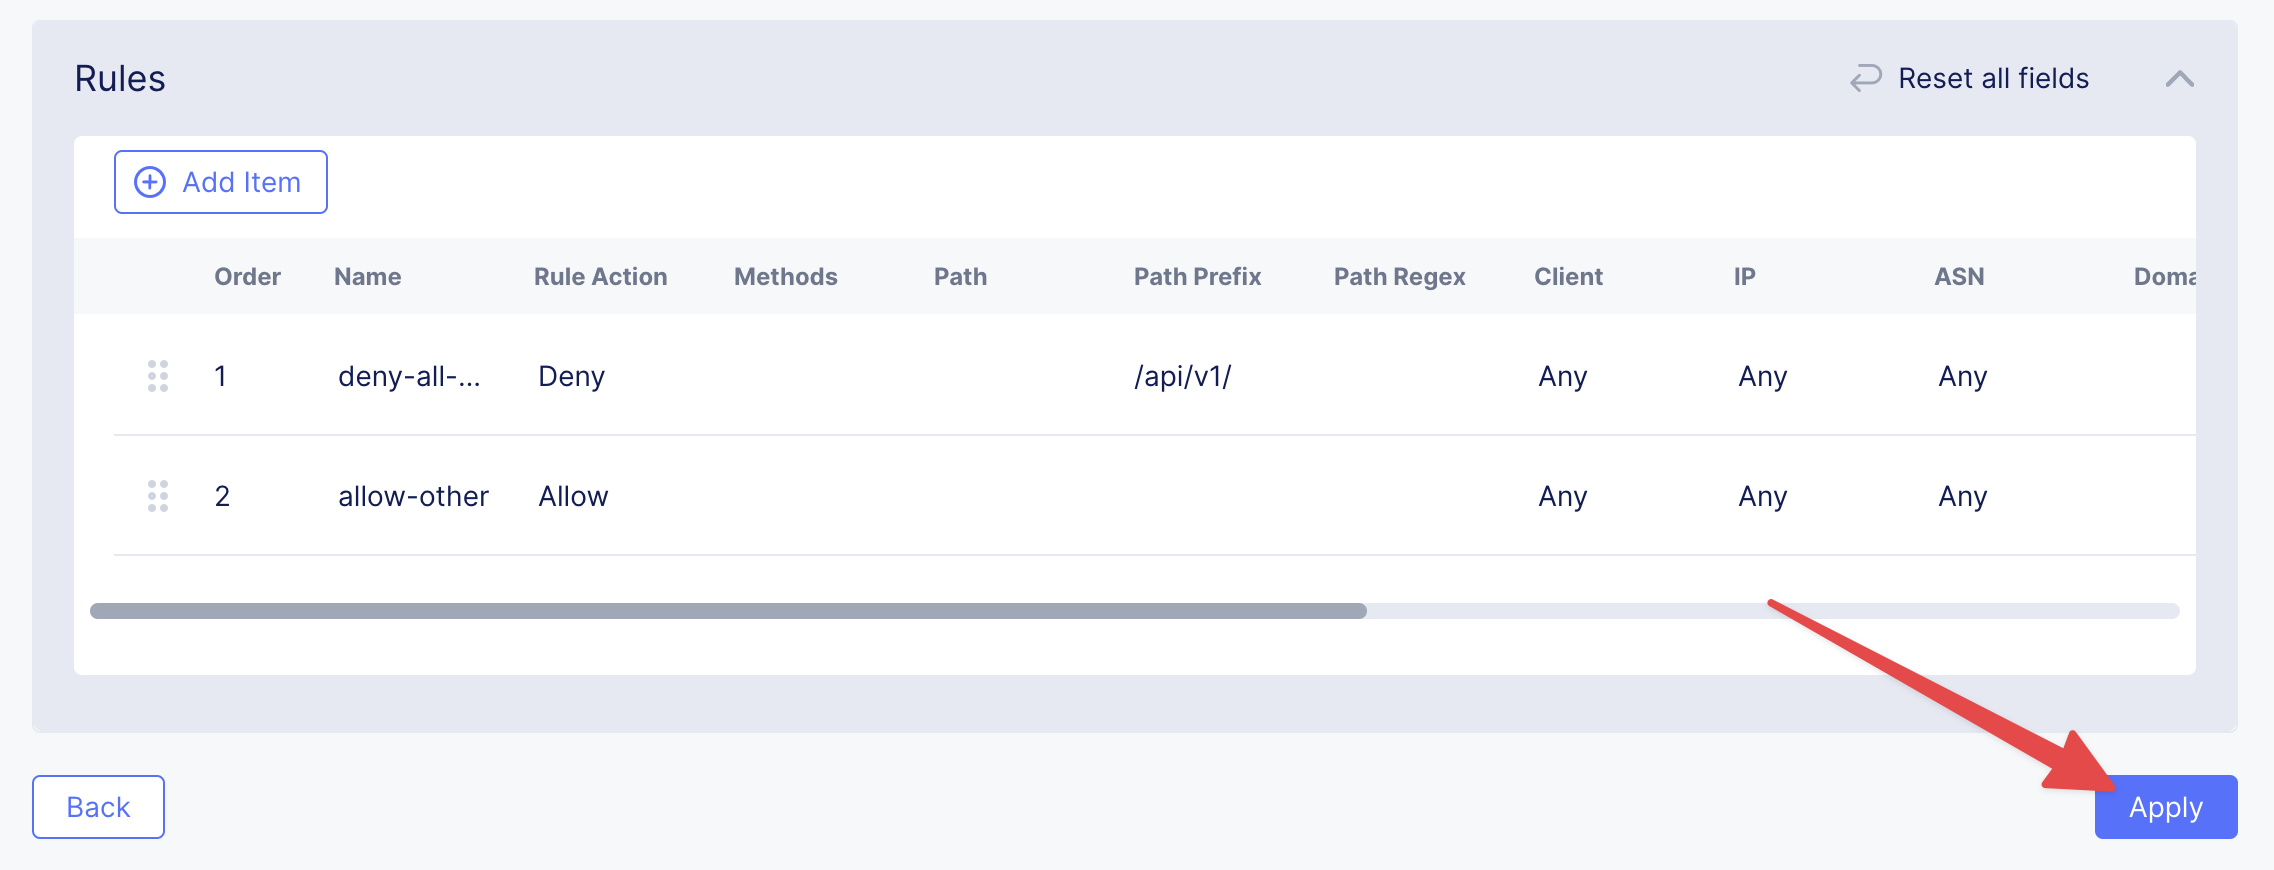 Rules
Reset all fields
Add Item
Order Name Rule Action Methods Path Path Prefix Path Regex Client IP ASN Doma
1 deny-all-... Deny /api/v1/ Any Any Any
2 allow-other Allow Any Any Any
Back
Apply